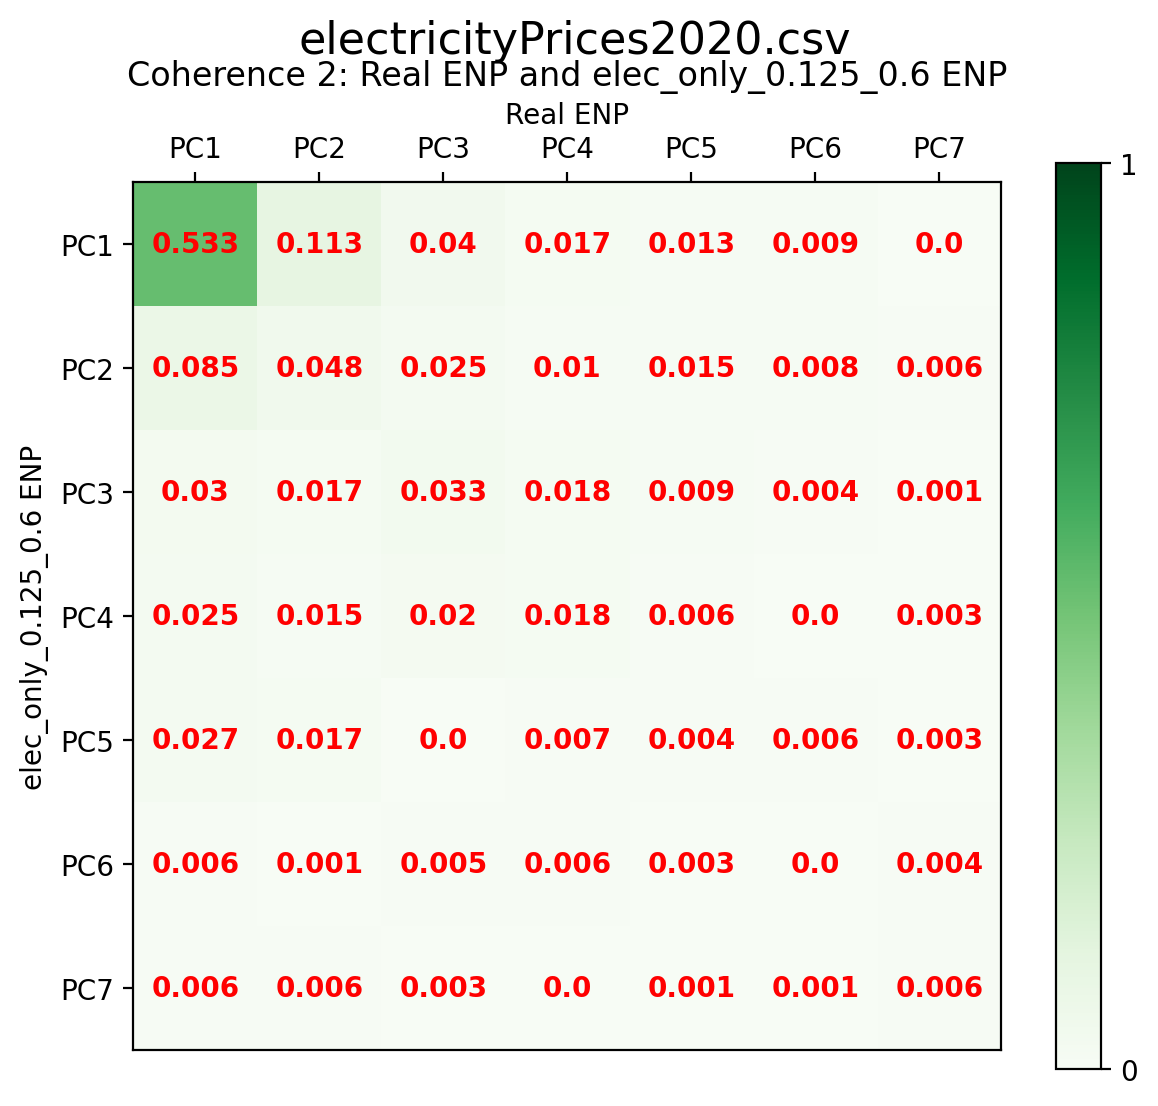 electricityPrices2020.csv
Coherence 2: Real ENP and elec_only_0.125_0.6 ENP
Real ENP
PC1 PC2 PC3 PC4 PC5 PC6 PC7
1
PC1 0.533 0.113 0.04 0.017 0.013 0.009 0.0
PC2 0.085 0.048 0.025 0.01 0.015 0.008 0.006
PC3 0.03 0.017 0.033 0.018 0.009 0.004 0.001
PC4 0.025 0.015 0.02 0.018 0.006 0.0 0.003
PC5 0.027 0.017 0.0 0.007 0.004 0.006 0.003
PC6 0.006 0.001 0.005 0.006 0.003 0.0 0.004
PC7 0.006 0.006 0.003 0.0 0.001 0.001 0.006
0
elec_only_0.125_0.6 ENP